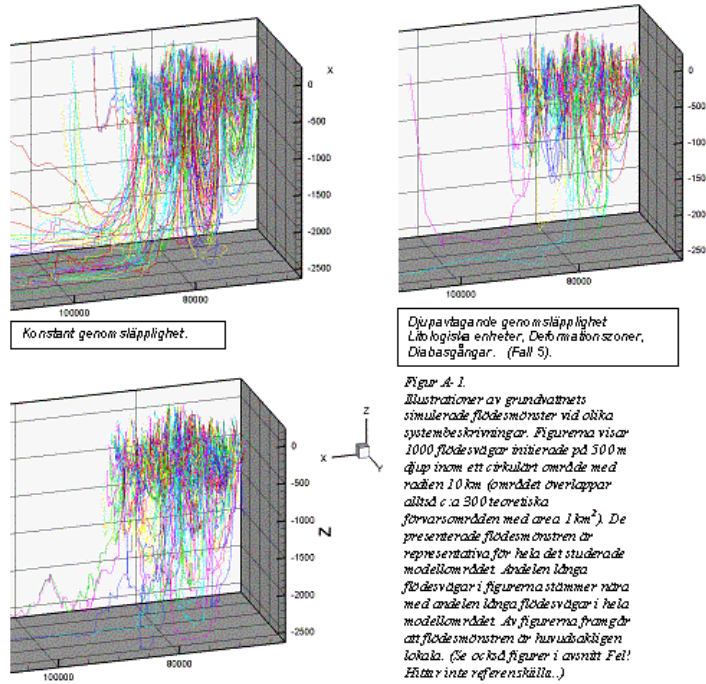 X
0
-500
-1000
-1500
-2000
-2500
100000
80000
Konstant genomsläpplighet.
0
-500
-100
-150
-200
-250
100000
80000
Djupavtagande genomsläpplighet
Litologiska enheter, Deformationszoner,
Diabasgångar. (Fall 5).
0
-500
-1000
-1500
-2000
-2500
Z
100000
80000
Z
X
Y
Figur A-1.
Illustrationer av grundvattnets
simulerade flödesmönster vid olika
systembeskrivningar. Figurerna visar
1000 flödesvägar initierade på 500 m
djup inom ett cirkulärt område med
radien 10 km (området överlappar
alltså c:a 300 teoretiska
förvarsområden med area 1 km²). De
presenterade flödesmönstren är
representativa för hela det studerade
modellområdet. Andelen långa
flödesvägar i figurerna stämmer nära
med andelen långa flödesvägar i hela
modellområdet. Av figurerna framgår
att flödesmönstren är huvudsakligen
lokala. (Se också figurer i avsnitt Fel!
Hittar inte referenskälla..)